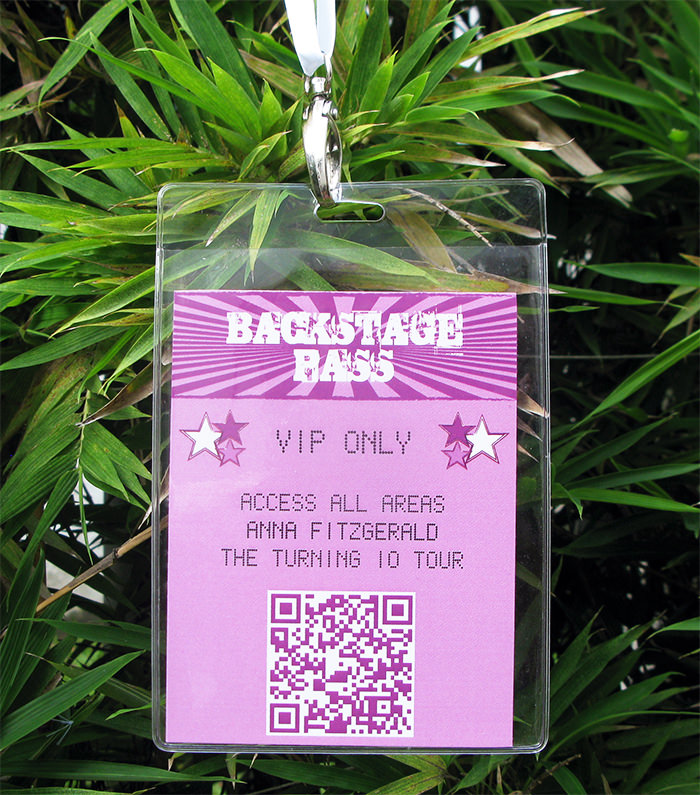 BACKSTAGE
PASS
VIP ONLY
ACCESS ALL AREAS
ANNA FITZGERALD
THE TURNING 10 TOUR